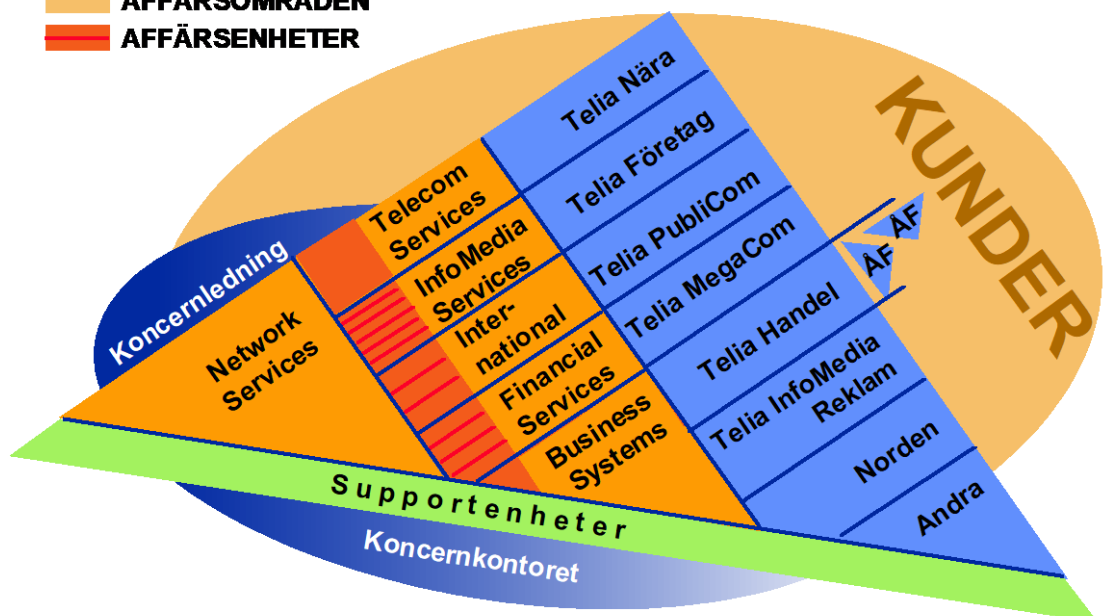 AFFÄRSOMRÅDEN
AFFÄRSENHETER
KUNDER
Koncernledning
Network
Services
Telecom
Services
InfoMedia
Services
Inter-
national
Financial
Services
Business
Systems
Telia Nära
Telia Företag
Telia PubliCom
Telia MegaCom
Telia Handel
Telia InfoMedia
Reklam
Norden
Andra
ÅF
ÅF
Supportenheter
Koncernkontoret